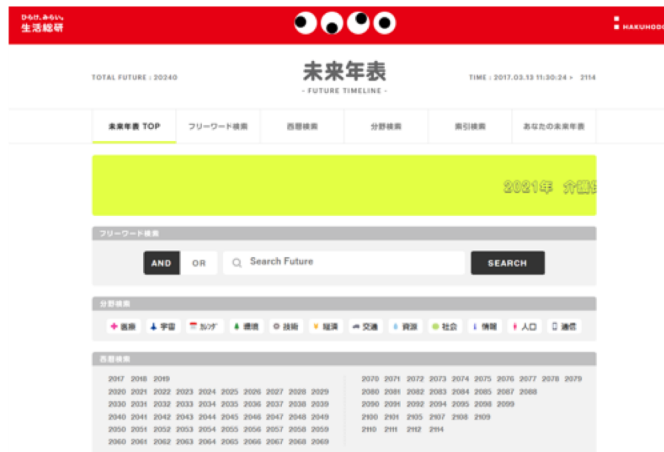 ひらけ、みらい。
生活総研
HAKUHODO
TOTAL FUTURE : 20240
未来年表
- FUTURE TIMELINE -
TIME : 2017.03.13 11:30:24 > 2114
未来年表 TOP
フリーワード検索
西暦検索
分野検索
索引検索
あなたの未来年表
2021年 介護
フリーワード検索
AND OR Search Future SEARCH
分野検索
医療 宇宙 カレンダ 環境 技術 経済 交通 資源 社会 情報 人口 通信
西暦検索
2017 2018 2019
2020 2021 2022 2023 2024 2025 2026 2027 2028 2029
2030 2031 2032 2033 2034 2035 2036 2037 2038 2039
2040 2041 2042 2043 2044 2045 2046 2047 2048 2049
2050 2051 2052 2053 2054 2055 2056 2057 2058 2059
2060 2061 2062 2063 2064 2065 2066 2067 2068 2069
2070 2071 2072 2073 2074 2075 2076 2077 2078 2079
2080 2081 2082 2083 2084 2085 2087 2088
2090 2091 2092 2094 2095 2098 2099
2100 2101 2105 2107 2108 2109
2110 2111 2112 2114